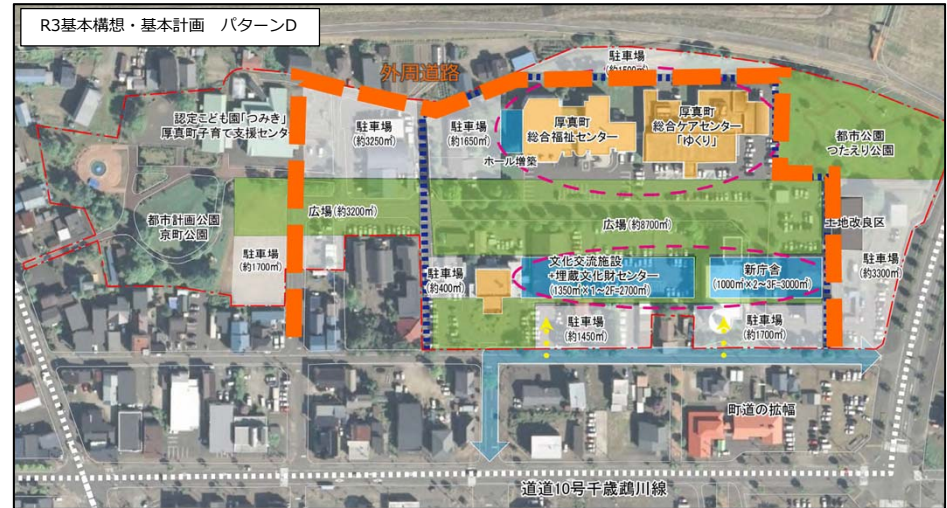 R3基本構想・基本計画　パターンD
外周道路
駐車場
(約1500㎡)
認定こども園「つみき」
厚真町子育て支援センター
駐車場
(約3250㎡)
駐車場
(約1650㎡)
厚真町
総合福祉センター
厚真町
総合ケアセンター
「ゆくり」
ホール増築
都市公園
つたえり公園
都市計画公園
京町公園
広場(約3200㎡)
広場(約8700㎡)
土地改良区
駐車場
(約1700㎡)
駐車場
(約400㎡)
文化交流施設
+埋蔵文化財センター
(1350㎡×1~2F=2700㎡)
新庁舎
(1000㎡×2~3F=3000㎡)
駐車場
(約3300㎡)
駐車場
(約1450㎡)
駐車場
(約1700㎡)
町道の拡幅
道道10号千歳鵡川線